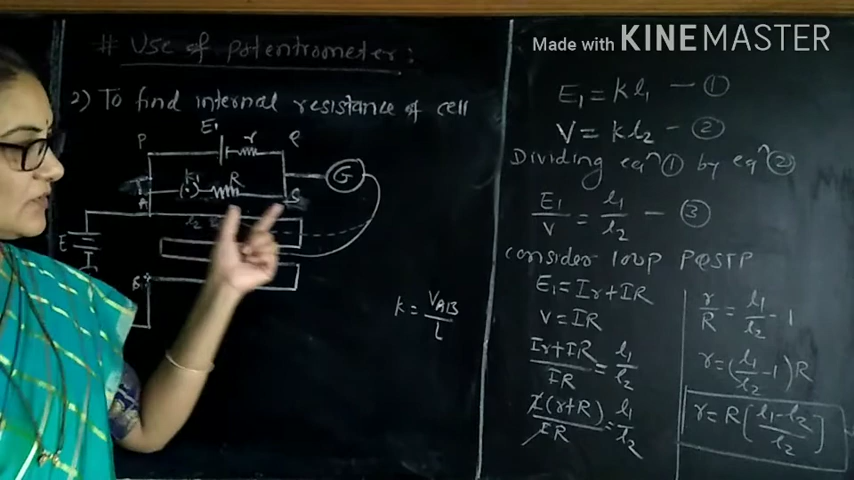 # Use of potentiometer:
2) To find internal resistance of cell
E1
P
r
Q
K1
R
T
S
G
A
l2
E
B
K = VAB/L
Made with KINEMASTER
E1 = Kl1 — ①
V = Kl2 — ②
Dividing eqn ① by eqn ②
E1/V = l1/l2 — ③
consider loop PQSTP
E1 = Ir + IR
V = IR
Ir+IR/IR = l1/l2
I(r+R)/IR = l1/l2
r/R = l1/l2 - 1
r = (l1/l2 - 1)R
r = R[l1-l2/l2]